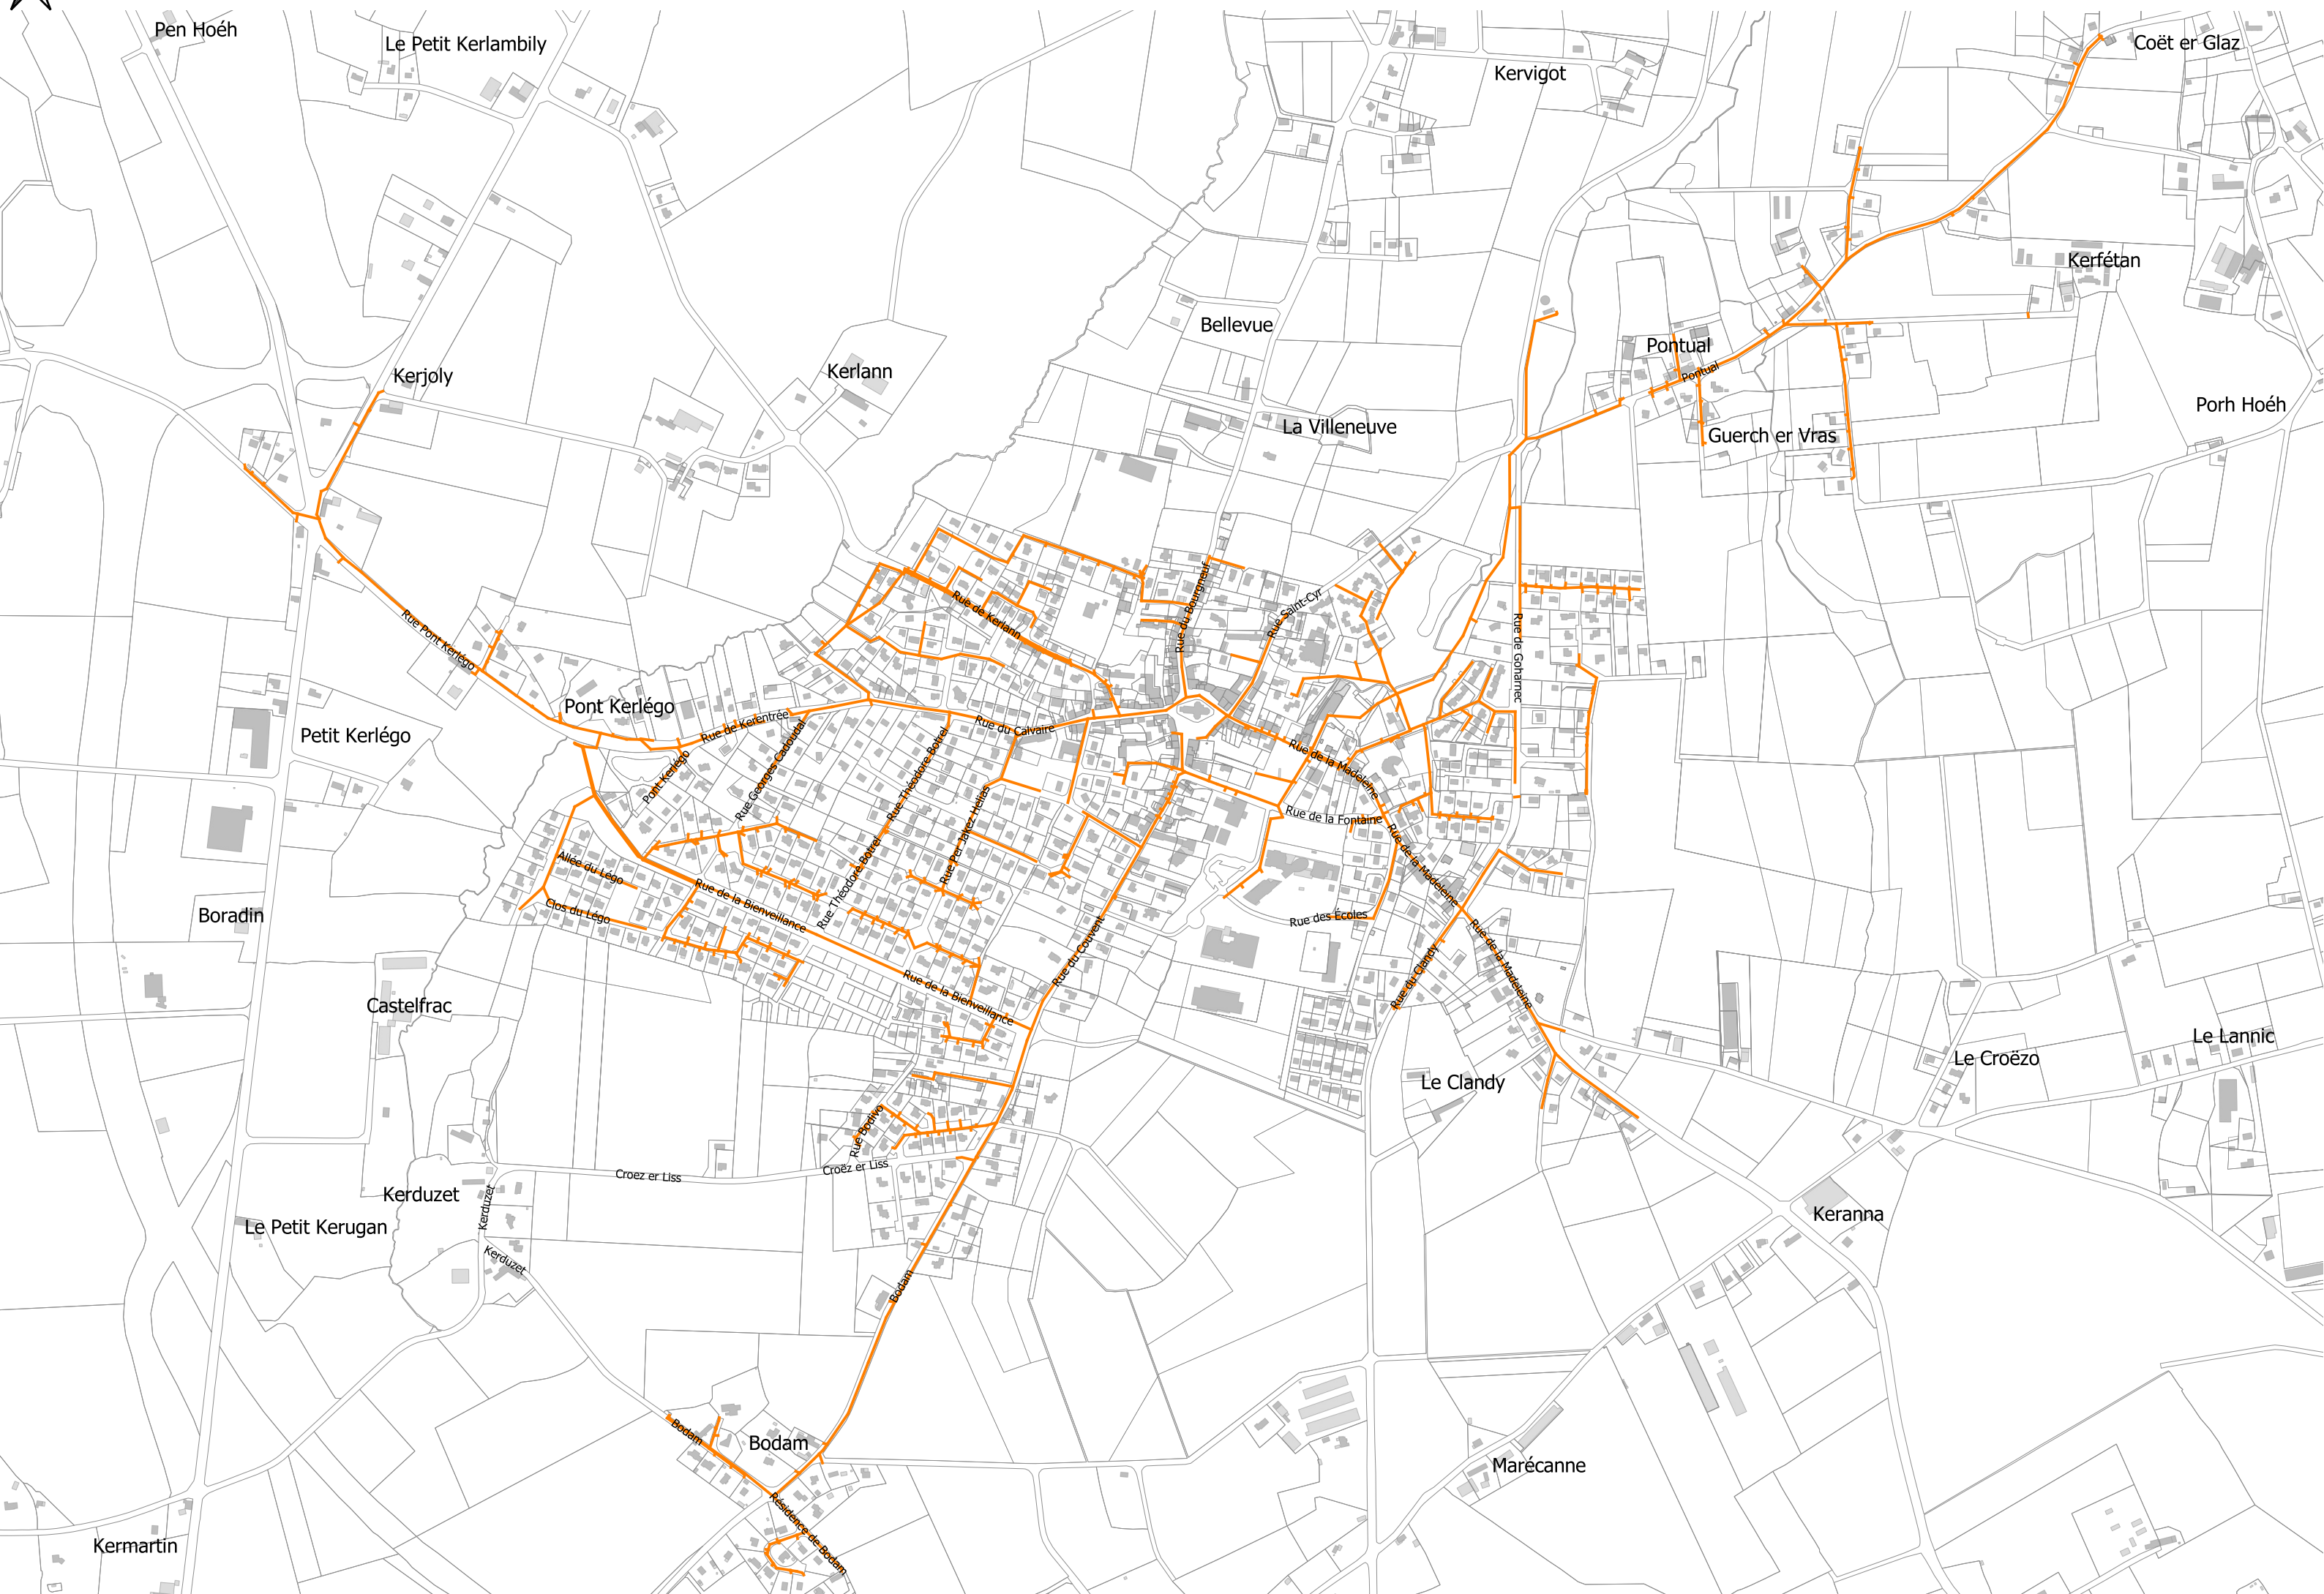 Pen Hoéh
Le Petit Kerlambily
Coët er Glaz
Kervigot
Kerfétan
Bellevue
Pontual
Pontual
Kerlann
Kerjoly
Porh Hoéh
La Villeneuve
Guerch er Vras
Rue du Bourgneuf
Rue Saint-Cyr
Rue de Kerlann
Rue Pont Kerlégo
Rue de Goharnec
Pont Kerlégo
Petit Kerlégo
Rue de Kerentrée
Rue du Calvaire
Pont Kerlégo
Rue Georges Cadoudal
Rue Théodore Botrel
Rue de la Madeleine
Rue Per Jakez Hélias
Rue de la Fontaine
Rue Théodore Botrel
Rue de la Madeleine
Allée du Légo
Rue de la Bienveillance
Clos du Légo
Boradin
Rue des Écoles
Rue du Couvent
Rue du Clandy
Rue de la Madeleine
Castelfrac
Rue de la Bienveillance
Le Lannic
Le Croëzo
Le Clandy
Rue Bodivo
Croez er Liss
Croëz er Liss
Kerduzet
Kerduzet
Le Petit Kerugan
Keranna
Kerduzet
Bodam
Bodam
Bodam
Marécanne
Résidence de Bodam
Kermartin